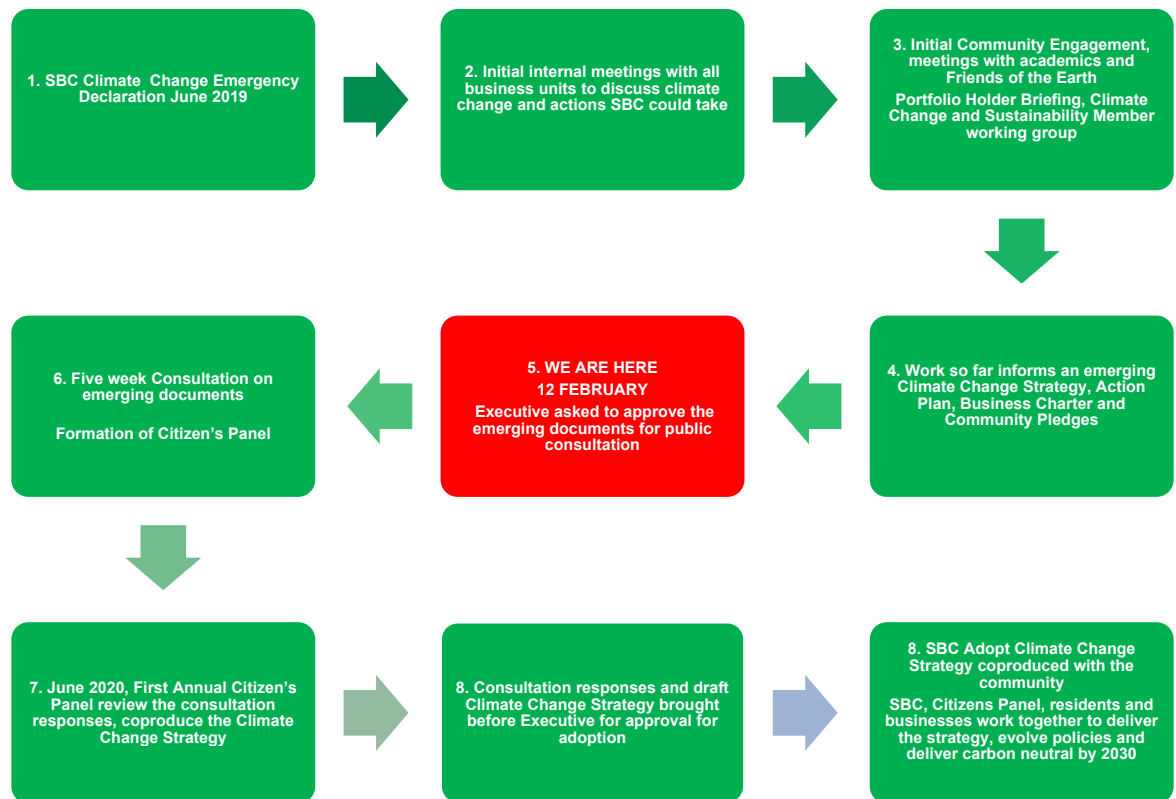 1. SBC Climate Change Emergency
Declaration June 2019
2. Initial internal meetings with all
business units to discuss climate
change and actions SBC could take
3. Initial Community Engagement,
meetings with academics and
Friends of the Earth
Portfolio Holder Briefing, Climate
Change and Sustainability Member
working group
4. Work so far informs an emerging
Climate Change Strategy, Action
Plan, Business Charter and
Community Pledges
5. WE ARE HERE
12 FEBRUARY
Executive asked to approve the
emerging documents for public
consultation
6. Five week Consultation on
emerging documents
Formation of Citizen’s Panel
7. June 2020, First Annual Citizen’s
Panel review the consultation
responses, coproduce the Climate
Change Strategy
8. Consultation responses and draft
Climate Change Strategy brought
before Executive for approval for
adoption
8. SBC Adopt Climate Change
Strategy coproduced with the
community
SBC, Citizens Panel, residents and
businesses work together to deliver
the strategy, evolve policies and
deliver carbon neutral by 2030